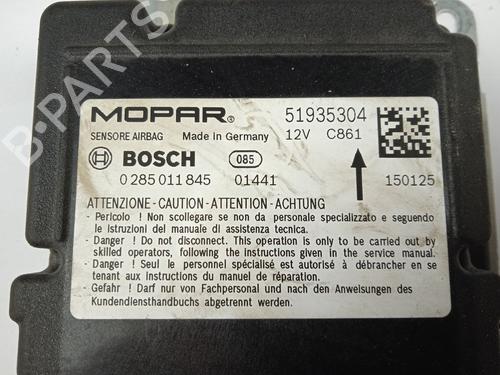 MOPAR® 51935304
SENSORE AIRBAG Made in Germany 12V C861
BOSCH 085
0 285 011 845 01441 150125
ATTENZIONE - CAUTION - ATTENTION - ACHTUNG
- Pericolo ! Non scollegare se non da personale specializzato e seguendo
le istruzioni del manuale di assistenza tecnica.
- Danger ! Do not disconnect. This operation is only to be carried out by
skilled operators, following the instructions given in the service manual.
- Danger ! Seul le personnel spécialisé est autorisé à débrancher en se
tenant aux instructions du manuel de réparation.
- Gefahr ! Darf nur von Fachpersonal und nach den Anweisungen des
Kundendiensthandbuchs abgetrennt werden.
B-PARTS